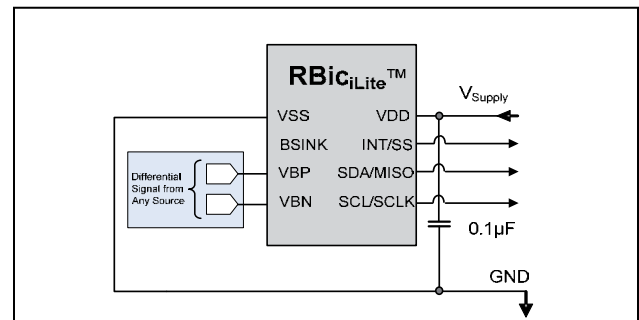 RBiciLite™
VSS VDD
VSupply
BSINK INT/SS
Differential
Signal from
Any Source
VBP SDA/MISO
VBN SCL/SCLK
0.1µF
GND